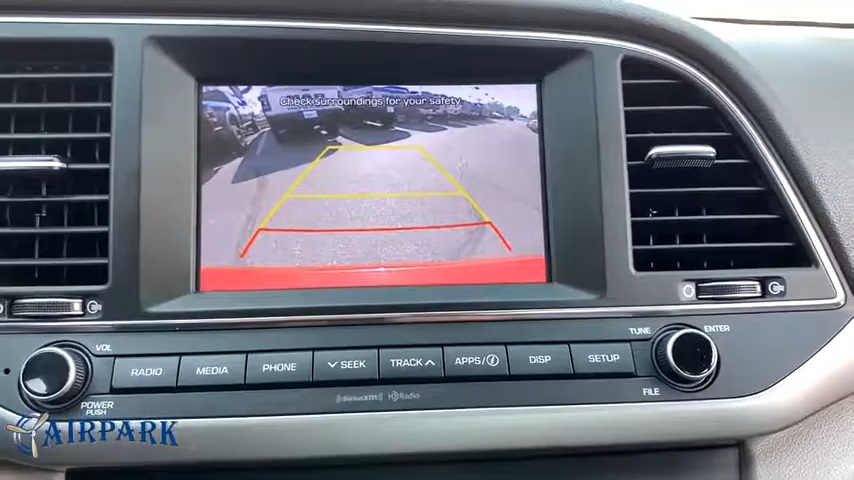 Check surroundings for your safety
VOL
TUNE
ENTER
RADIO
MEDIA
PHONE
SEEK
TRACK
APPS/
DISP
SETUP
POWER
PUSH
FILE
SiriusXM HD Radio
AIRPARK